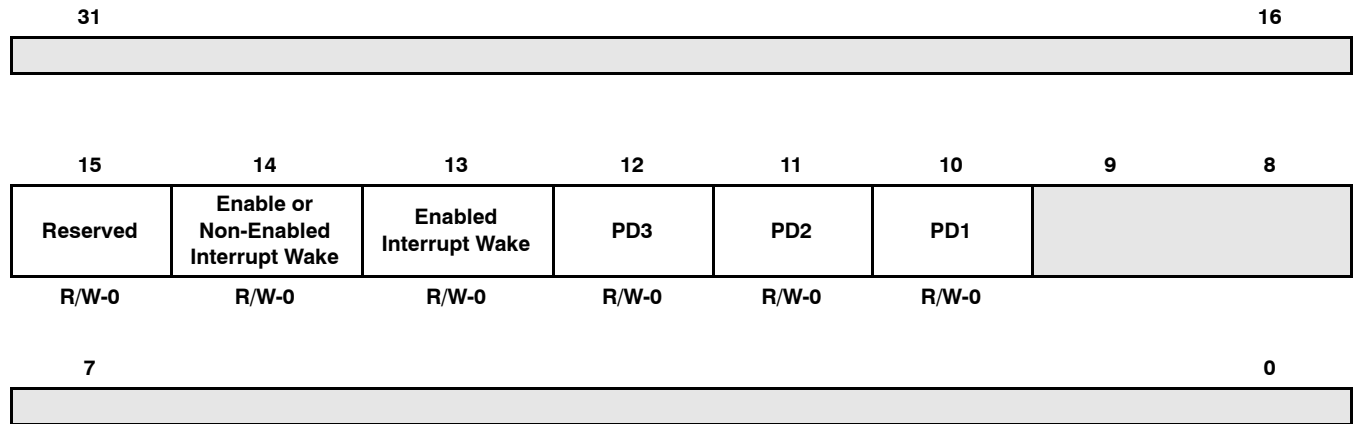 31 16
15 14 13 12 11 10 9 8
Reserved
Enable or
Non-Enabled
Interrupt Wake
Enabled
Interrupt Wake
PD3
PD2
PD1
R/W-0 R/W-0 R/W-0 R/W-0 R/W-0 R/W-0
7 0